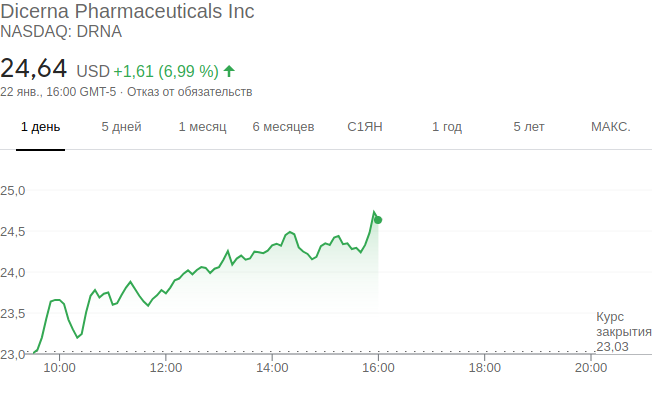 Dicerna Pharmaceuticals Inc
NASDAQ: DRNA
24,64 USD +1,61 (6,99 %)
22 янв., 16:00 GMT-5 · Отказ от обязательств
1 день 5 дней 1 месяц 6 месяцев С1ЯН 1 год 5 лет МАКС.
25,0
24,5
24,0
23,5
Курс
закрытия
23,03
23,0
10:00 12:00 14:00 16:00 18:00 20:00